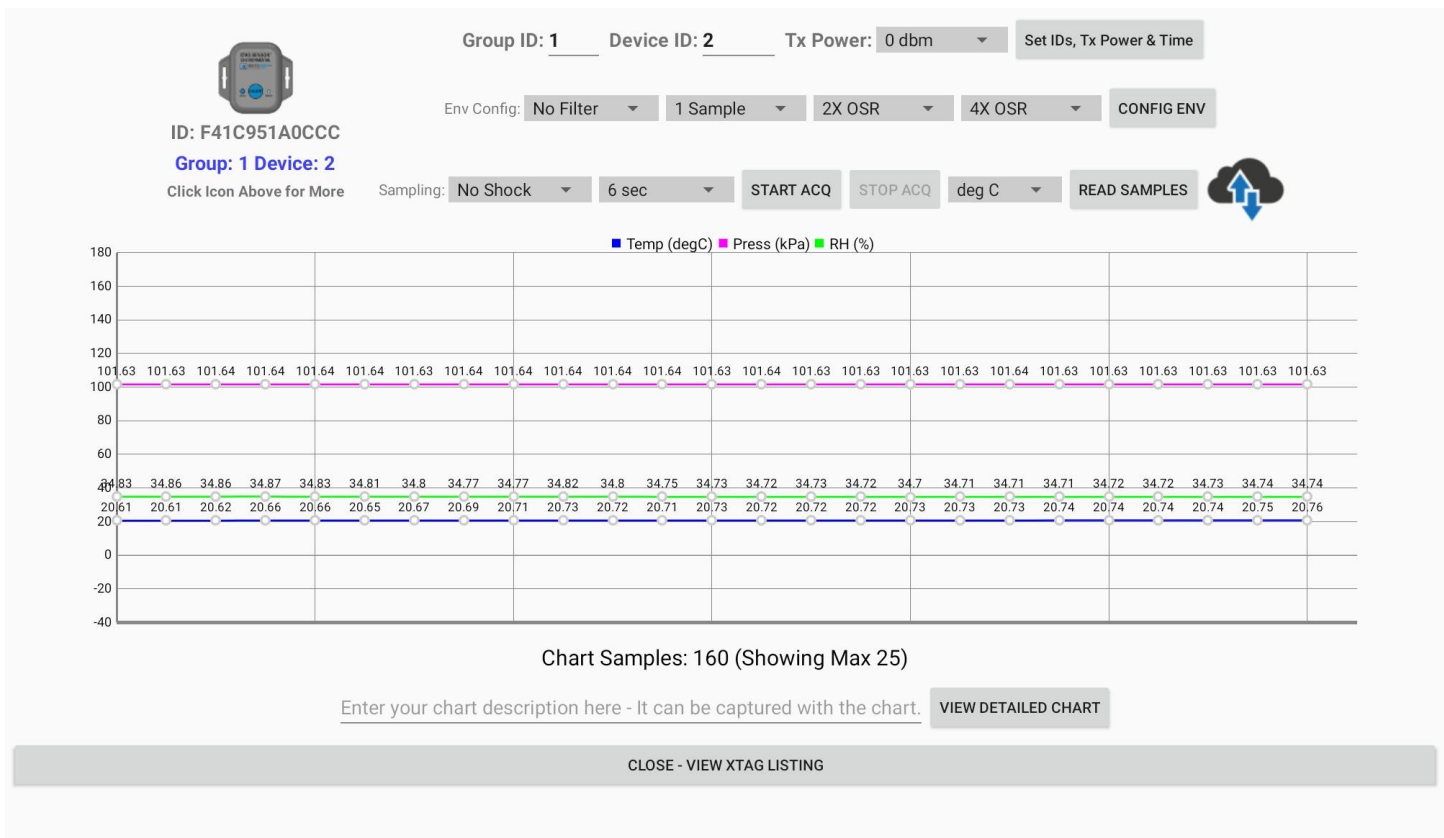 Group ID: 1 Device ID: 2 Tx Power: 0 dbm Set IDs, Tx Power & Time
Env Config: No Filter 1 Sample 2X OSR 4X OSR CONFIG ENV
ID: F41C951A0CCC
Group: 1 Device: 2
Click Icon Above for More
Sampling: No Shock 6 sec START ACQ STOP ACQ deg C READ SAMPLES
Temp (degC) Press (kPa) RH (%)
180
160
140
120
101.63 101.63 101.64 101.64 101.64 101.64 101.63 101.64 101.64 101.64 101.64 101.64 101.63 101.64 101.63 101.63 101.63 101.63 101.64 101.63 101.63 101.63 101.63 101.63 101.63
100
80
60
40
34.83 34.86 34.86 34.87 34.83 34.81 34.8 34.77 34.77 34.82 34.8 34.75 34.73 34.72 34.73 34.72 34.7 34.71 34.71 34.71 34.72 34.72 34.73 34.74 34.74
20.61 20.61 20.62 20.66 20.66 20.65 20.67 20.69 20.71 20.73 20.72 20.71 20.73 20.72 20.72 20.72 20.73 20.73 20.73 20.74 20.74 20.74 20.74 20.75 20.76
20
0
-20
-40
Chart Samples: 160 (Showing Max 25)
Enter your chart description here - It can be captured with the chart. VIEW DETAILED CHART
CLOSE - VIEW XTAG LISTING